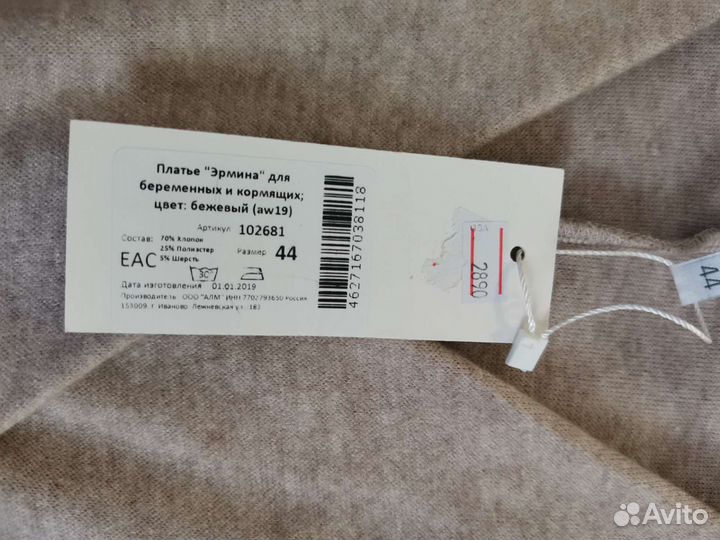 Платье "Эрмина" для
беременных и кормящих;
цвет: бежевый (aw19)
Артикул 102681
Состав: 70% Хлопок
25% Полиэстер
5% Шерсть
Размер 44
EAC
30
Дата изготовления 01.01.2019
Производитель ООО "АЛМ" ИНН 7702793650 Россия
153009, г. Иваново Лежневская ул.
4627167038118
2890
44
Avito